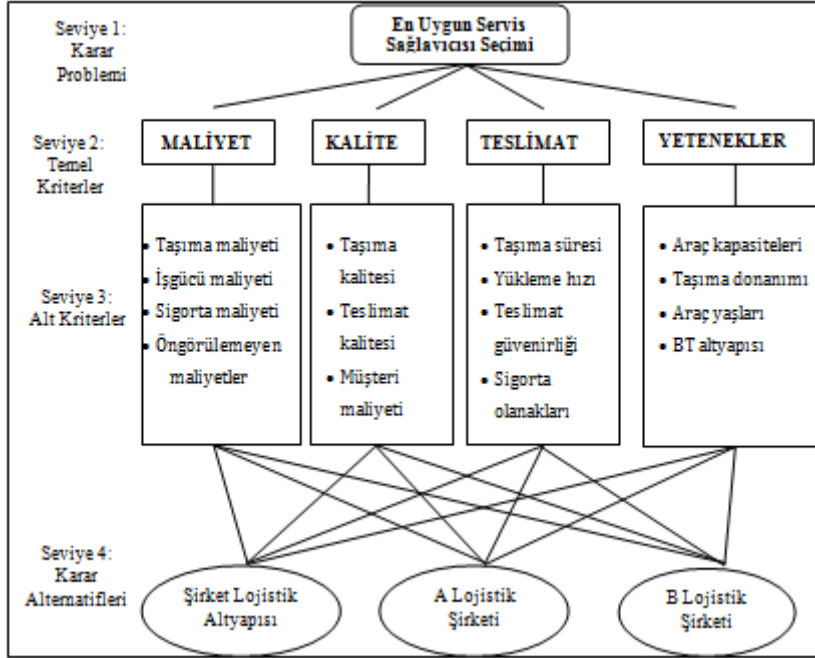 Seviye 1:
Karar
Problemi
En Uygun Servis
Sağlavıcısı Seçimi
Seviye 2:
Temel
Kriterler
MALİYET
KALİTE
TESLİMAT
YETENEKLER
Seviye 3:
Alt Kriterler
• Taşıma maliyeti
• İşgücü maliyeti
• Sigorta maliyeti
• Öngörülemeyen
maliyetler
• Taşıma
kalitesi
• Teslimat
kalitesi
• Müşteri
maliyeti
• Taşıma süresi
• Yükleme hızı
• Teslimat
güvenirliği
• Sigorta
olanakları
• Araç kapasiteleri
• Taşıma donanımı
• Araç yaşları
• BT altyapısı
Seviye 4:
Karar
Alternatifleri
Şirket Lojistik
Altyapısı
A Lojistik
Şirketi
B Lojistik
Şirketi